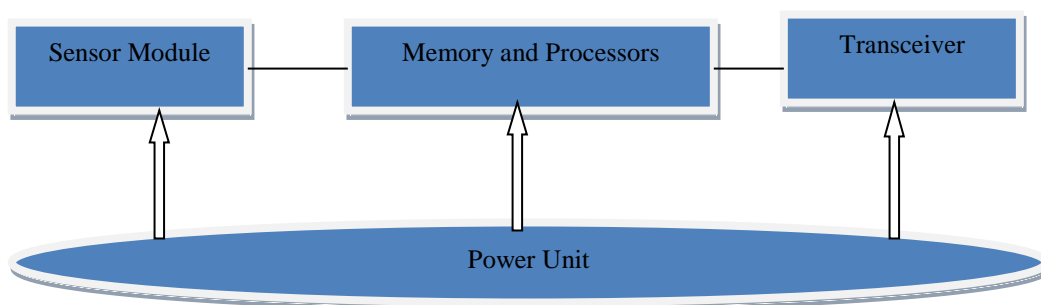 Sensor Module
Memory and Processors
Transceiver
Power Unit